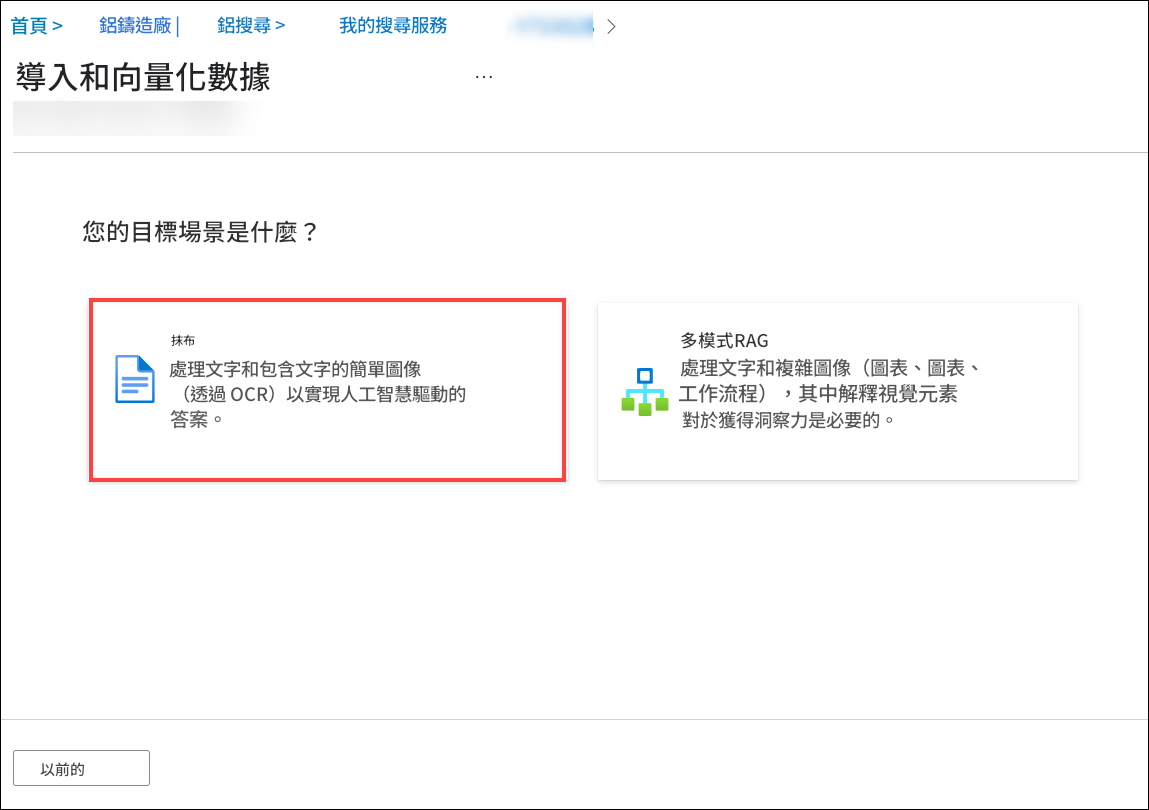 首頁 >
鋁鑄造廠 |
鋁搜尋 >
我的搜尋服務
導入和向量化數據
...
您的目標場景是什麼？
抹布
處理文字和包含文字的簡單圖像
（透過 OCR）以實現人工智慧驅動的
答案。
多模式RAG
處理文字和複雜圖像（圖表、圖表、
工作流程），其中解釋視覺元素
對於獲得洞察力是必要的。
以前的